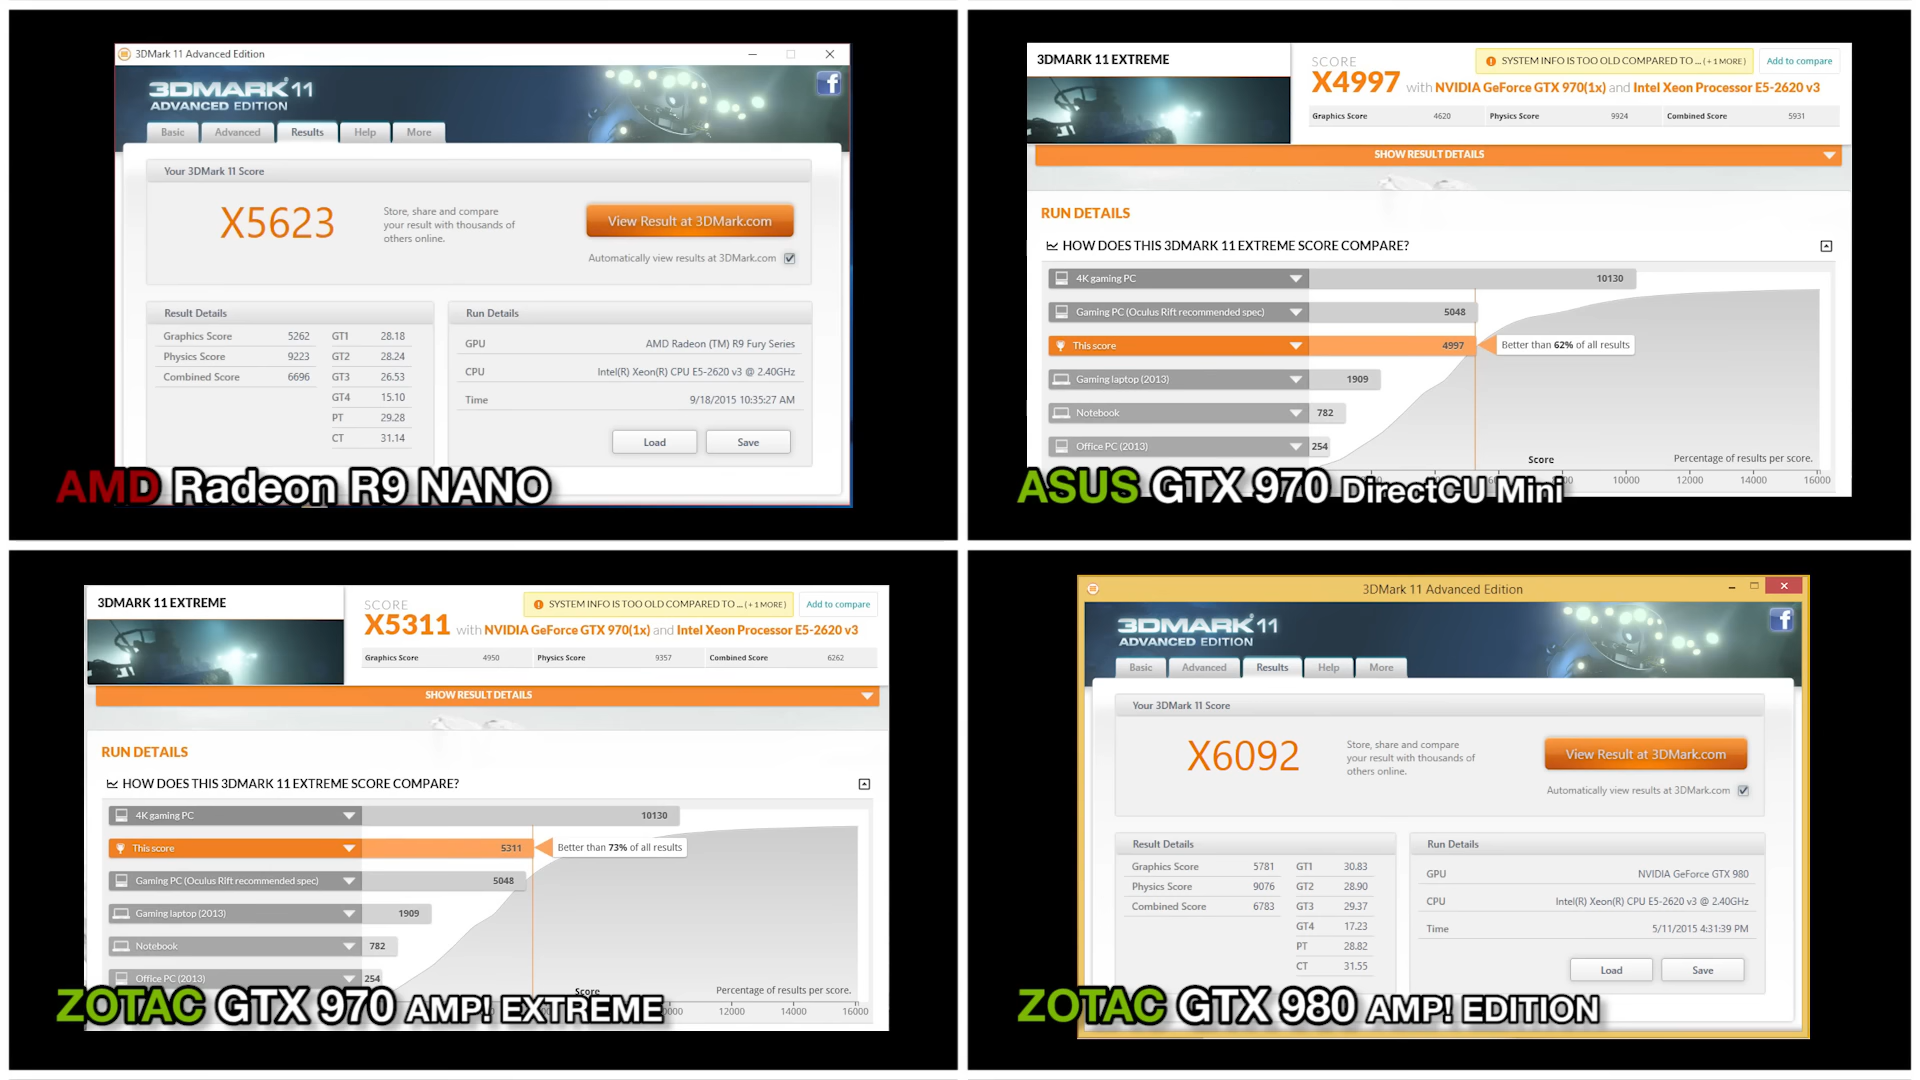 3DMark 11 Advanced Edition
3DMARK 11
ADVANCED EDITION
f
Basic Advanced Results Help More
Your 3DMark 11 Score
X5623
Store, share and compare
your result with thousands of
others online.
View Result at 3DMark.com
Automatically view results at 3DMark.com
Result Details
Graphics Score 5262 GT1 28.18
Physics Score 9223 GT2 28.24
Combined Score 6696 GT3 26.53
GT4 15.10
PT 29.28
CT 31.14
Run Details
GPU AMD Radeon (TM) R9 Fury Series
CPU Intel(R) Xeon(R) CPU E5-2620 v3 @ 2.40GHz
Time 9/18/2015 10:35:27 AM
Load Save
AMD Radeon R9 NANO
3DMARK 11 EXTREME
SCORE
SYSTEM INFO IS TOO OLD COMPARED TO ... (+1 MORE)
Add to compare
X4997 with NVIDIA GeForce GTX 970(1x) and Intel Xeon Processor E5-2620 v3
Graphics Score 4620 Physics Score 9924 Combined Score 5931
SHOW RESULT DETAILS
RUN DETAILS
HOW DOES THIS 3DMARK 11 EXTREME SCORE COMPARE?
4K gaming PC 10130
Gaming PC (Oculus Rift recommended spec) 5048
This score 4997 Better than 62% of all results
Gaming laptop (2013) 1909
Notebook 782
Office PC (2013) 254
Score Percentage of results per score.
10000 12000 14000 16000
ASUS GTX 970 DirectCU Mini
3DMARK 11 EXTREME
SCORE
SYSTEM INFO IS TOO OLD COMPARED TO ... (+1 MORE)
Add to compare
X5311 with NVIDIA GeForce GTX 970(1x) and Intel Xeon Processor E5-2620 v3
Graphics Score 4950 Physics Score 9357 Combined Score 6262
SHOW RESULT DETAILS
RUN DETAILS
HOW DOES THIS 3DMARK 11 EXTREME SCORE COMPARE?
4K gaming PC 10130
This score 5311 Better than 73% of all results
Gaming PC (Oculus Rift recommended spec) 5048
Gaming laptop (2013) 1909
Notebook 782
Office PC (2013) 254
Score Percentage of results per score.
12000 14000 16000
ZOTAC GTX 970 AMP! EXTREME
3DMark 11 Advanced Edition
3DMARK 11
ADVANCED EDITION
f
Basic Advanced Results Help More
Your 3DMark 11 Score
X6092
Store, share and compare
your result with thousands of
others online.
View Result at 3DMark.com
Automatically view results at 3DMark.com
Result Details
Graphics Score 5781 GT1 30.83
Physics Score 9076 GT2 28.90
Combined Score 6783 GT3 29.37
GT4 17.23
PT 28.82
CT 31.55
Run Details
GPU NVIDIA GeForce GTX 980
CPU Intel(R) Xeon(R) CPU E5-2620 v3 @ 2.40GHz
Time 5/11/2015 4:31:39 PM
Load Save
ZOTAC GTX 980 AMP! EDITION